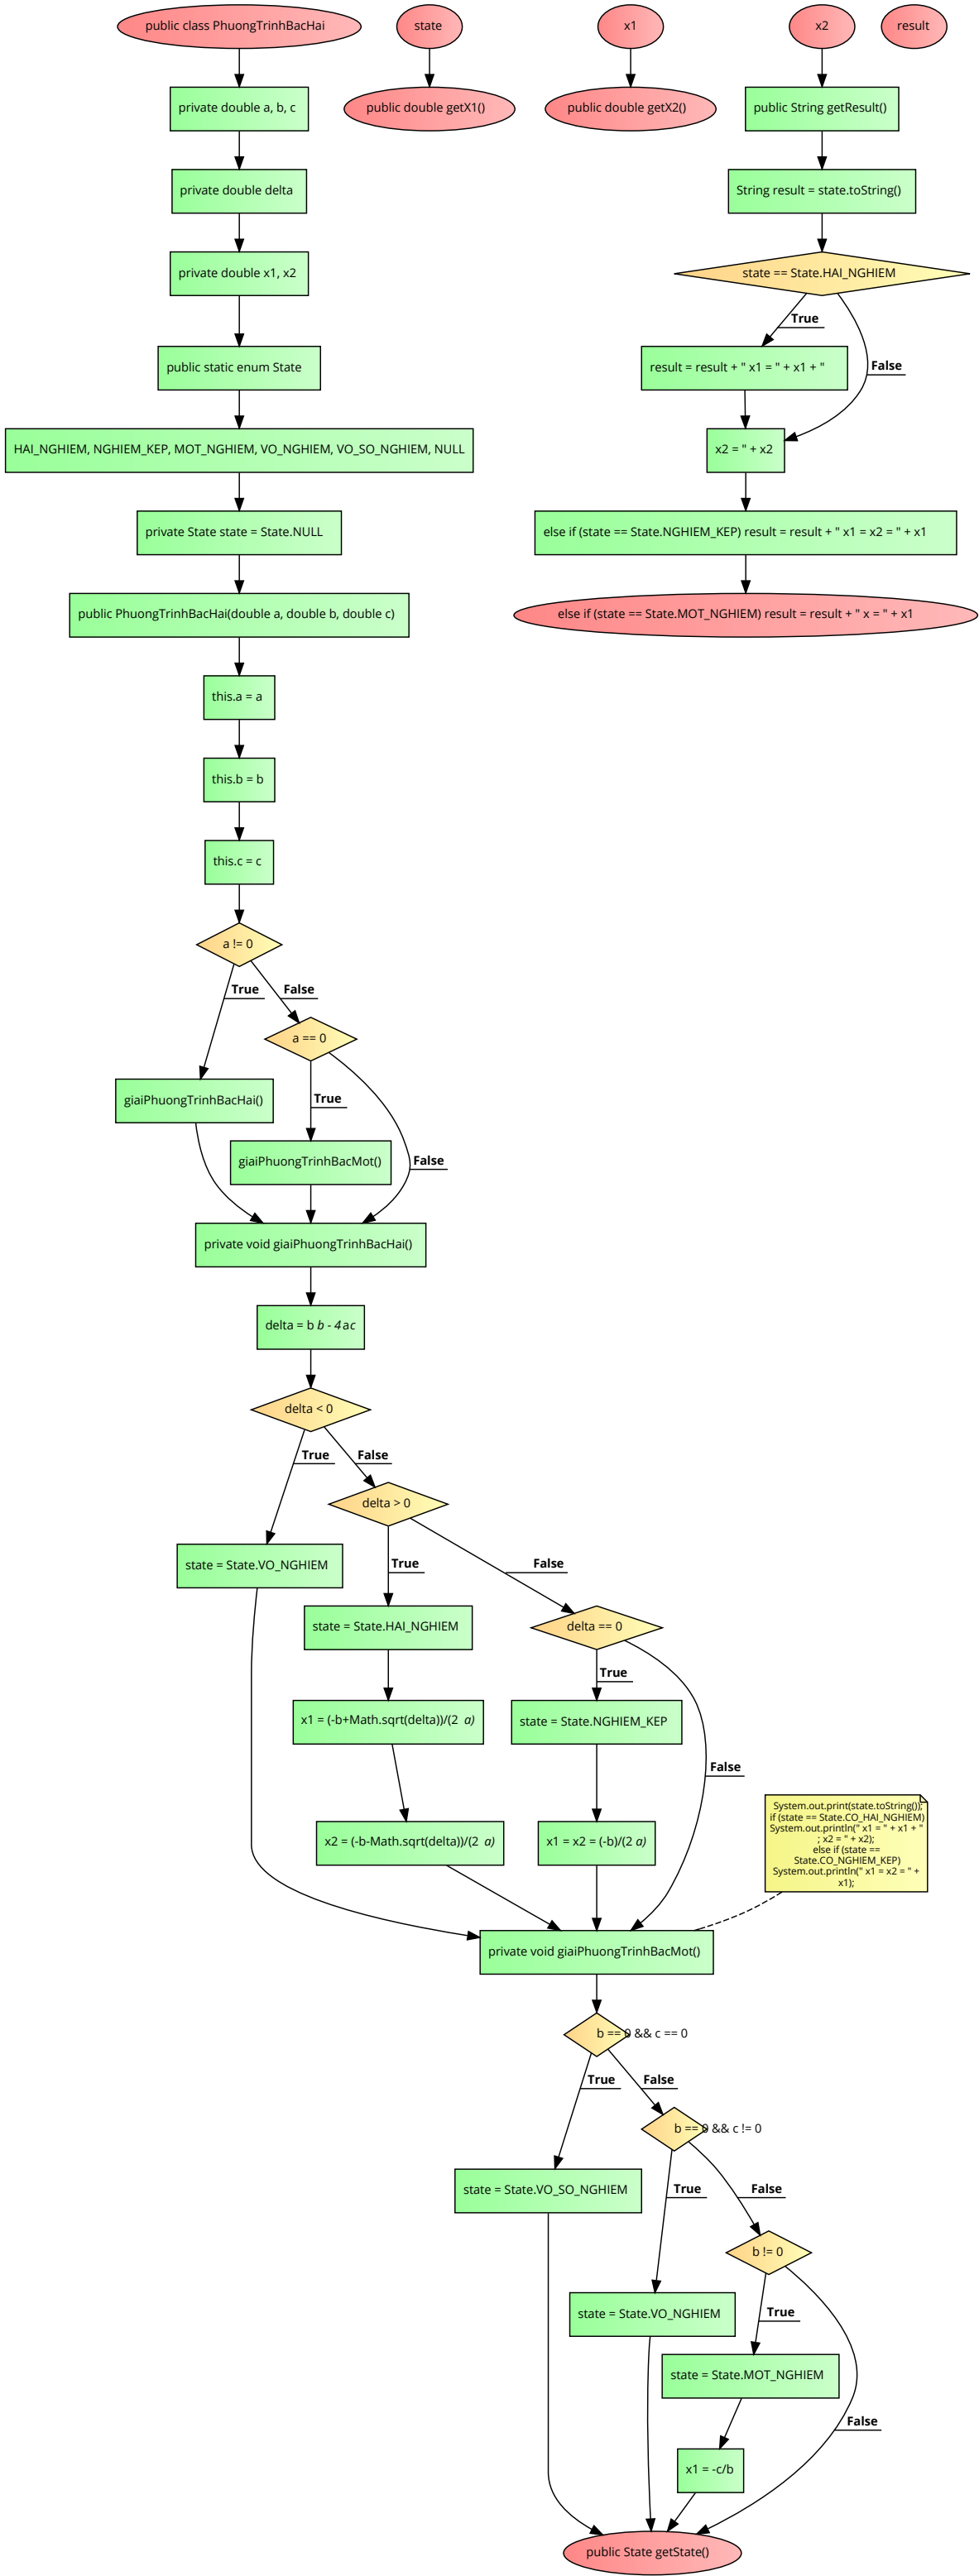 public class PhuongTrinhBacHai
state
x1
x2
result
private double a, b, c
public double getX1()
public double getX2()
public String getResult()
private double delta
String result = state.toString()
private double x1, x2
state == State.HAI_NGHIEM
True
False
public static enum State
result = result + " x1 = " + x1 + "
HAI_NGHIEM, NGHIEM_KEP, MOT_NGHIEM, VO_NGHIEM, VO_SO_NGHIEM, NULL
x2 = " + x2
private State state = State.NULL
else if (state == State.NGHIEM_KEP) result = result + " x1 = x2 = " + x1
public PhuongTrinhBacHai(double a, double b, double c)
else if (state == State.MOT_NGHIEM) result = result + " x = " + x1
this.a = a
this.b = b
this.c = c
a != 0
True
False
a == 0
giaiPhuongTrinhBacHai()
True
giaiPhuongTrinhBacMot()
False
private void giaiPhuongTrinhBacHai()
delta = b b - 4 ac
delta < 0
True
False
delta > 0
state = State.VO_NGHIEM
True
False
state = State.HAI_NGHIEM
delta == 0
True
x1 = (-b+Math.sqrt(delta))/(2 a)
state = State.NGHIEM_KEP
False
x2 = (-b-Math.sqrt(delta))/(2 a)
x1 = x2 = (-b)/(2 a)
System.out.print(state.toString());
if (state == State.CO_HAI_NGHIEM)
System.out.println(" x1 = " + x1 + "
; x2 = " + x2);
else if (state ==
State.CO_NGHIEM_KEP)
System.out.println(" x1 = x2 = " +
x1);
private void giaiPhuongTrinhBacMot()
b == 0 && c == 0
True
False
b == 0 && c != 0
state = State.VO_SO_NGHIEM
True
False
b != 0
state = State.VO_NGHIEM
True
state = State.MOT_NGHIEM
False
x1 = -c/b
public State getState()